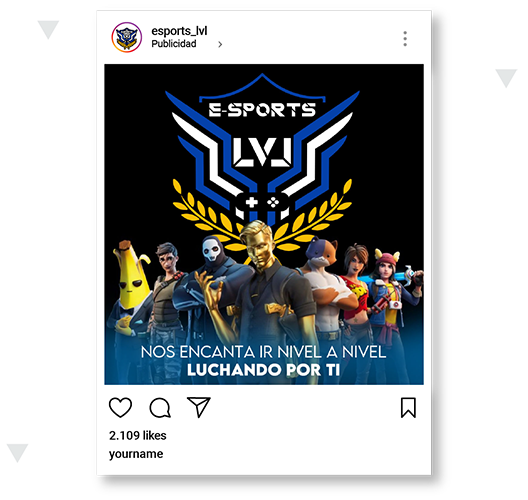 esports_lvl
Publicidad
E-SPORTS
LVL
NOS ENCANTA IR NIVEL A NIVEL
LUCHANDO POR TI
2.109 likes
yourname